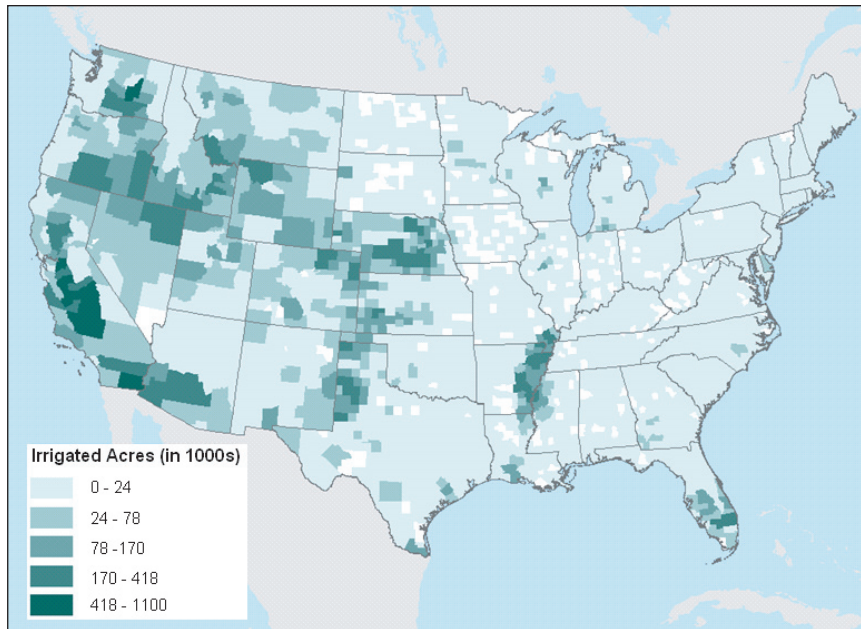 Irrigated Acres (in 1000s)
0 - 24
24 - 78
78 -170
170 - 418
418 - 1100